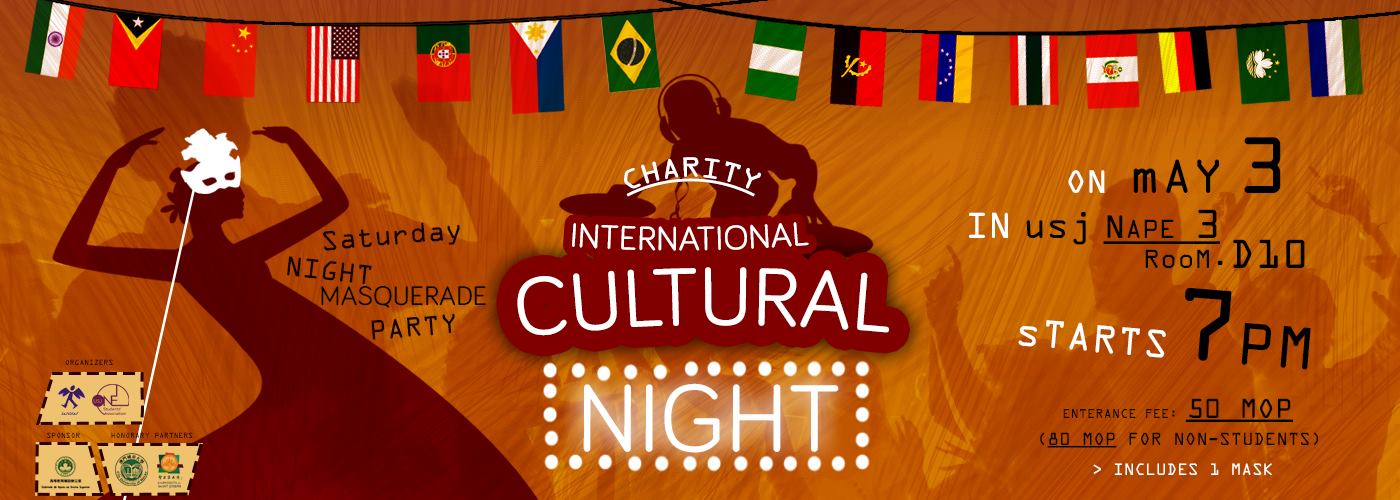 CHARITY
INTERNATIONAL
CULTURAL
NIGHT
Saturday
NIGHT
MASQUERADE
PARTY
ON mAY 3
IN usj NAPE 3
RooM.D10
sTARTS 7PM
ENTERANCE FEE: 50 MOP
(80 MOP FOR NON-STUDENTS)
> INCLUDES 1 MASK
ORGANIZERS
SPONSOR
HONORARY PARTNERS